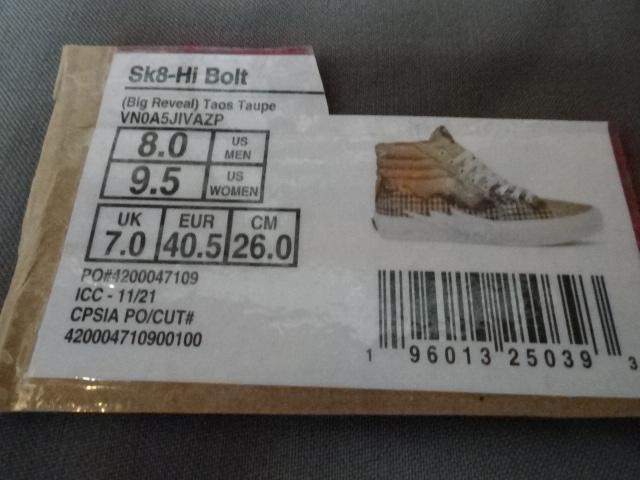 Sk8-Hi Bolt
(Big Reveal) Taos Taupe
VN0A5JIVAZP
8.0 US MEN
9.5 US WOMEN
UK EUR CM
7.0 40.5 26.0
PO#4200047109
ICC - 11/21
CPSIA PO/CUT#
420004710900100
1 96013 25039 3